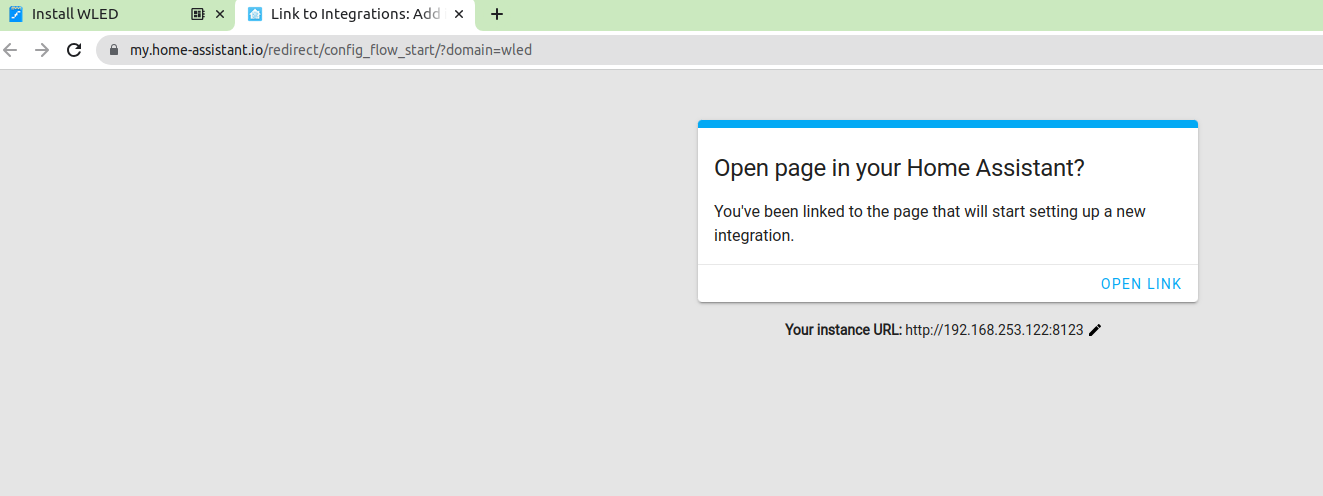 Install WLED
Link to Integrations: Add
my.home-assistant.io/redirect/config_flow_start/?domain=wled
Open page in your Home Assistant?
You've been linked to the page that will start setting up a new
integration.
OPEN LINK
Your instance URL: http://192.168.253.122:8123